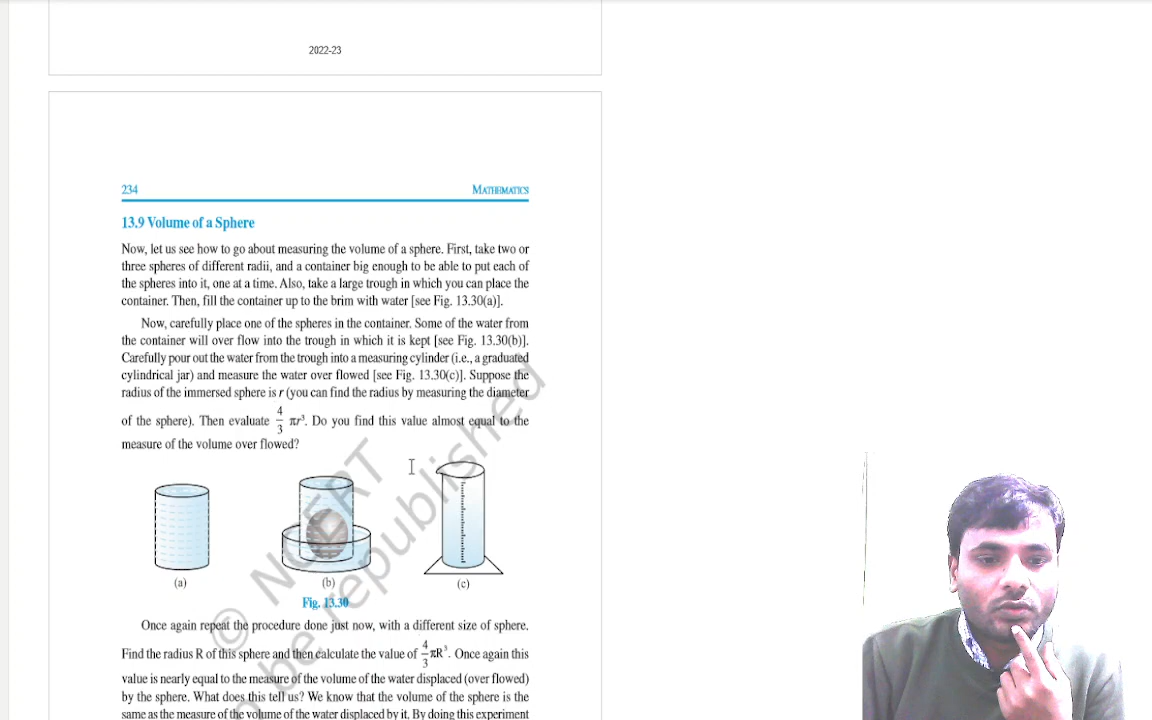 2022-23
234 MATHEMATICS
13.9 Volume of a Sphere
Now, let us see how to go about measuring the volume of a sphere. First, take two or
three spheres of different radii, and a container big enough to be able to put each of
the spheres into it, one at a time. Also, take a large trough in which you can place the
container. Then, fill the container up to the brim with water [see Fig. 13.30(a)].
Now, carefully place one of the spheres in the container. Some of the water from
the container will over flow into the trough in which it is kept [see Fig. 13.30(b)].
Carefully pour out the water from the trough into a measuring cylinder (i.e., a graduated
cylindrical jar) and measure the water over flowed [see Fig. 13.30(c)]. Suppose the
radius of the immersed sphere is r (you can find the radius by measuring the diameter
of the sphere). Then evaluate 4/3 πr³. Do you find this value almost equal to the
measure of the volume over flowed?
(a) (b) (c)
Fig. 13.30
Once again repeat the procedure done just now, with a different size of sphere.
Find the radius R of this sphere and then calculate the value of 4/3 πR³. Once again this
value is nearly equal to the measure of the volume of the water displaced (over flowed)
by the sphere. What does this tell us? We know that the volume of the sphere is the
same as the measure of the volume of the water displaced by it. By doing this experiment
© NCERT
be republished